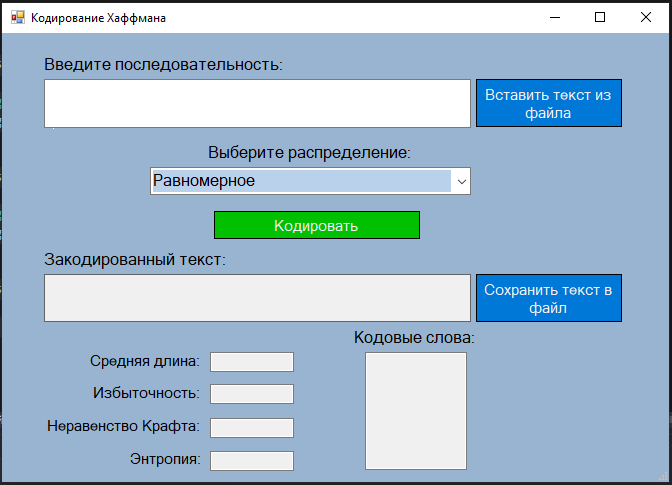 Кодирование Хаффмана
Введите последовательность:
Вставить текст из
файла
Выберите распределение:
Равномерное
Кодировать
Закодированный текст:
Сохранить текст в
файл
Кодовые слова:
Средняя длина:
Избыточность:
Неравенство Крафта:
Энтропия: